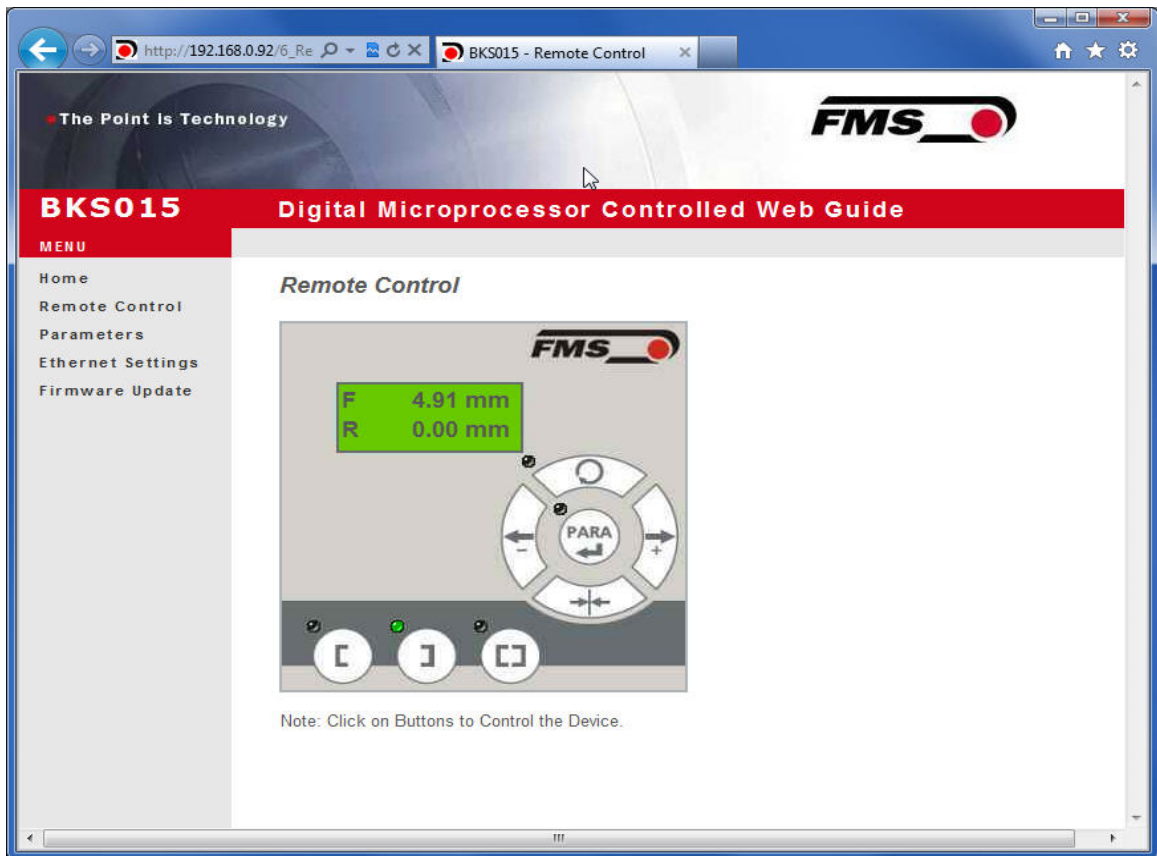 http://192.168.0.92/6_Re
BKS015 - Remote Control
The Point is Technology
FMS
BKS015
Digital Microprocessor Controlled Web Guide
MENU
Home
Remote Control
Parameters
Ethernet Settings
Firmware Update
Remote Control
FMS
F 4.91 mm
R 0.00 mm
PARA
-
+
Note: Click on Buttons to Control the Device.